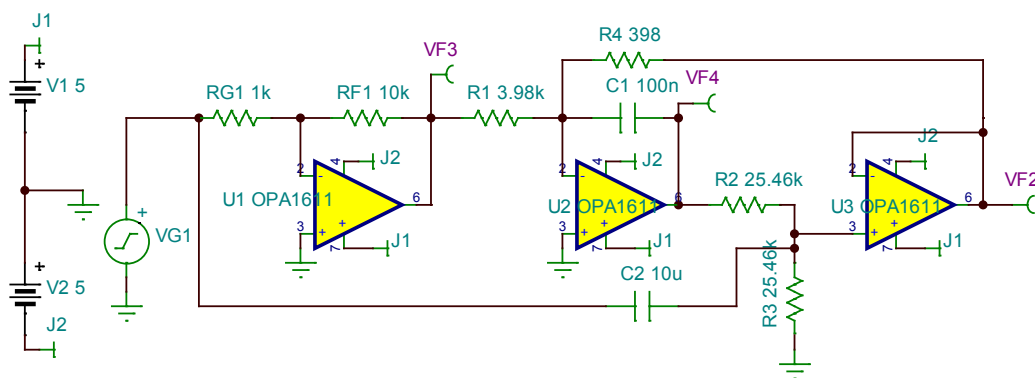 J1
+
V1 5
+
V2 5
J2
+
VG1
RG1 1k
RF1 10k
VF3
2
-
4
J2
U1 OPA1611
6
3
+
+
7
J1
R1 3.98k
R4 398
C1 100n
VF4
2
-
4
J2
U2 OPA1611
6
3
+
+
7
J1
C2 10u
R2 25.46k
R3 25.46k
2
-
4
J2
U3 OPA1611
6
VF2
3
+
+
7
J1